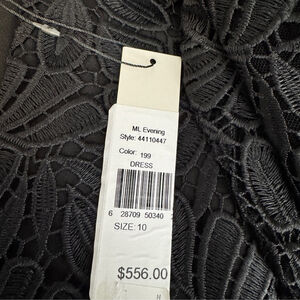 ML Evening
Style: 44110447
Color: 199
DRESS
6 28709 50340
SIZE: 10
$556.00